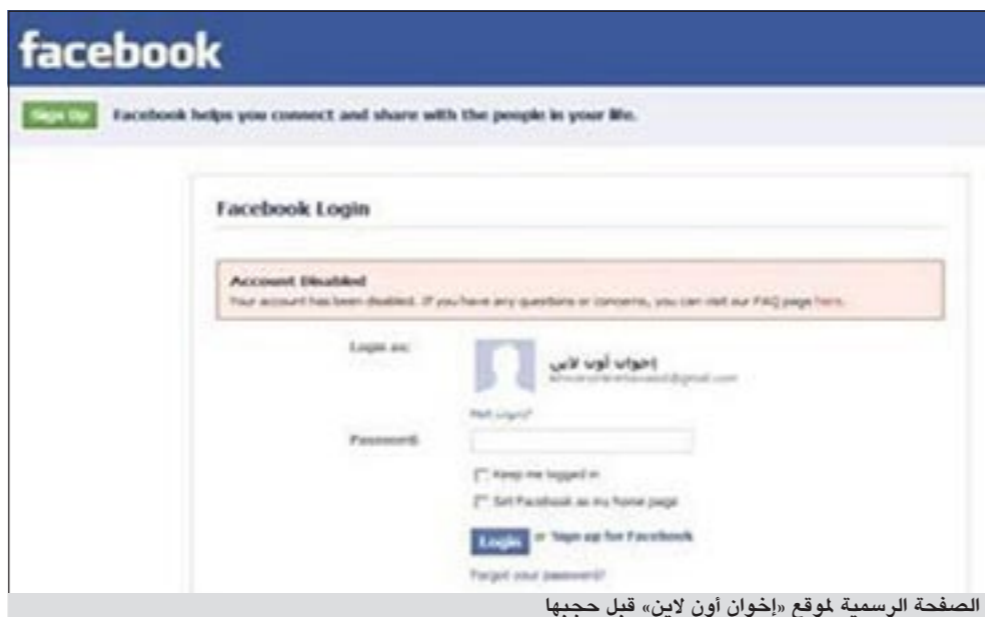 facebook
Sign Up Facebook helps you connect and share with the people in your life.
Facebook Login
Account Disabled
Your account has been disabled. If you have any questions or concerns, you can visit our FAQ page here.
Login as:
إخوان أون لاين
Password:
Keep me logged in
Set Facebook as my home page
Login or Sign up for Facebook
Forgot your password?
الصفحة الرسمية لموقع «إخوان أون لاين» قبل حجبها